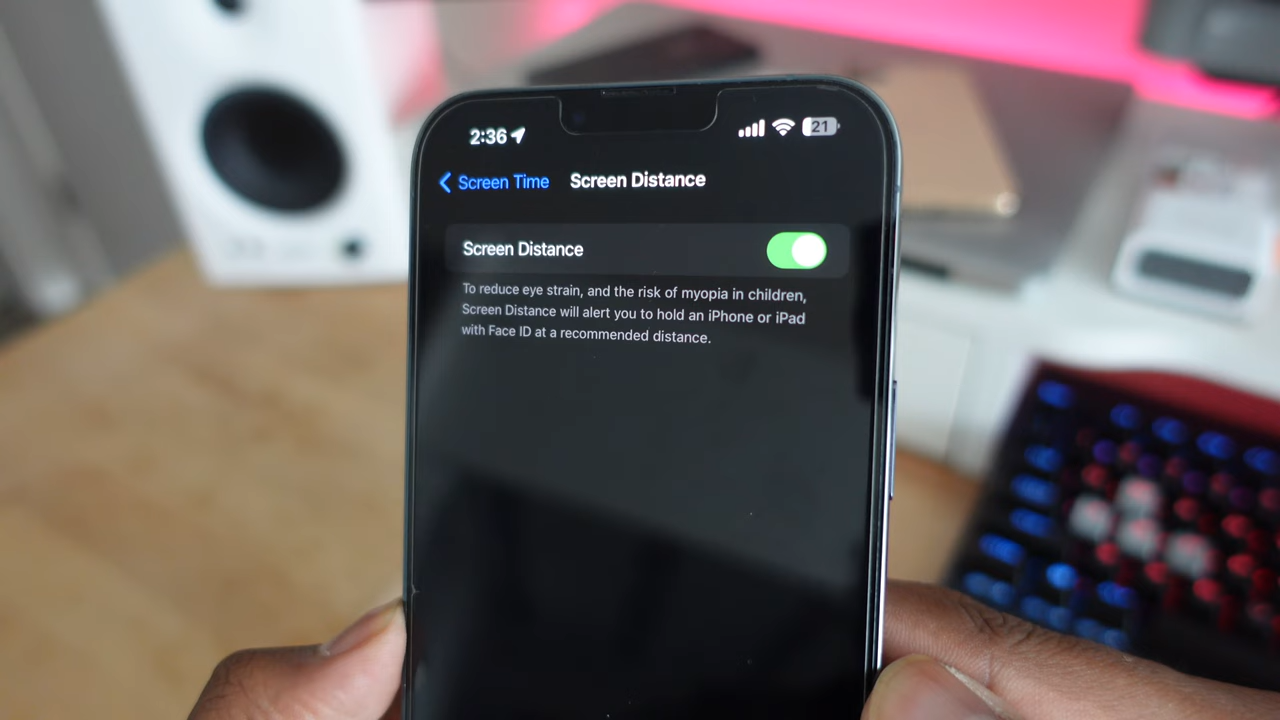 2:36
21
Screen Time
Screen Distance
Screen Distance
To reduce eye strain, and the risk of myopia in children,
Screen Distance will alert you to hold an iPhone or iPad
with Face ID at a recommended distance.